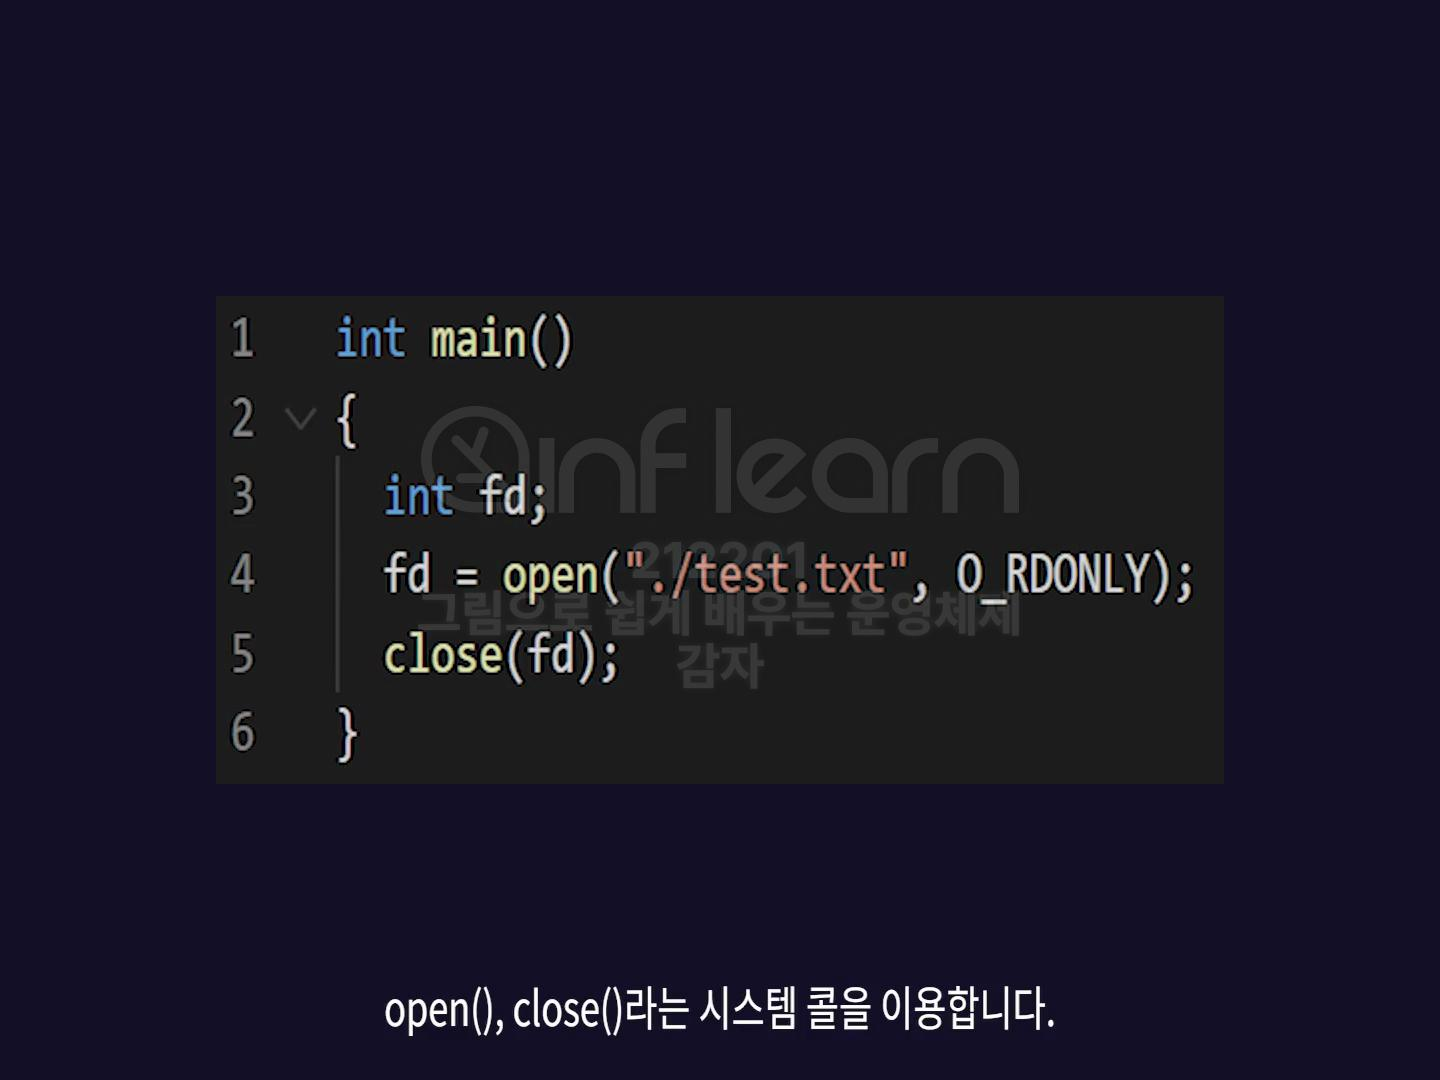 1 int main()
2 {
3 int fd;
4 fd = open("./test.txt", O_RDONLY);
5 close(fd);
6 }
inflearn
212201
그림으로 쉽게 배우는 운영체제
감자
open(), close()라는 시스템 콜을 이용합니다.